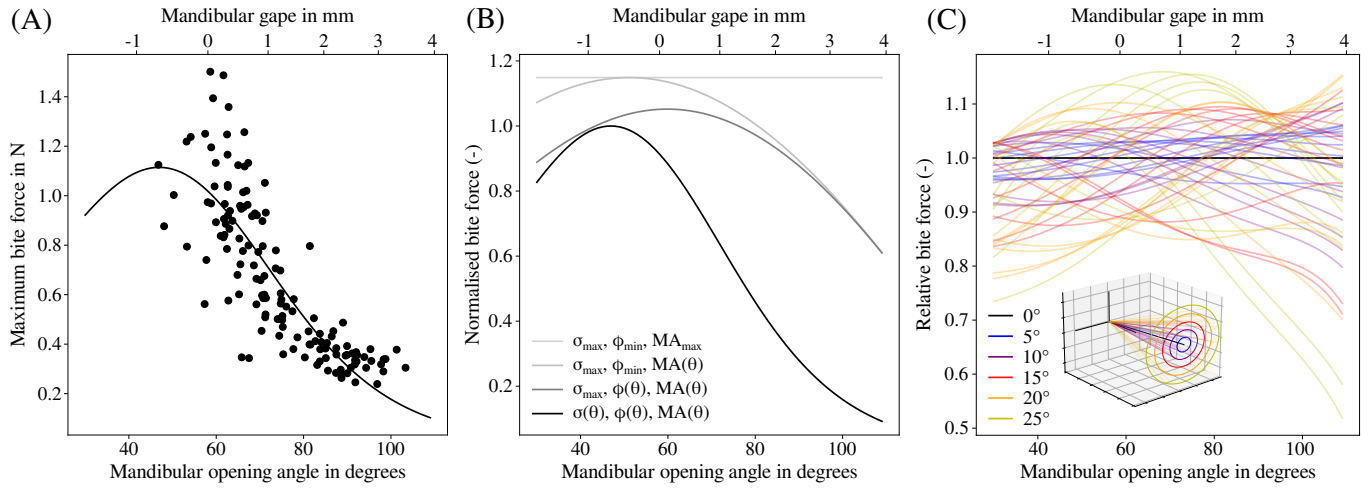 (A)
Mandibular gape in mm
-1 0 1 2 3 4
Maximum bite force in N
1.4
1.2
1.0
0.8
0.6
0.4
0.2
40 60 80 100
Mandibular opening angle in degrees
(B)
Mandibular gape in mm
-1 0 1 2 3 4
Normalised bite force (-)
1.2
1.0
0.8
0.6
0.4
0.2
σmax, ϕmin, MAmax
σmax, ϕmin, MA(θ)
σmax, ϕ(θ), MA(θ)
σ(θ), ϕ(θ), MA(θ)
40 60 80 100
Mandibular opening angle in degrees
(C)
Mandibular gape in mm
-1 0 1 2 3 4
Relative bite force (-)
1.1
1.0
0.9
0.8
0.7
0.6
0.5
0°
5°
10°
15°
20°
25°
40 60 80 100
Mandibular opening angle in degrees